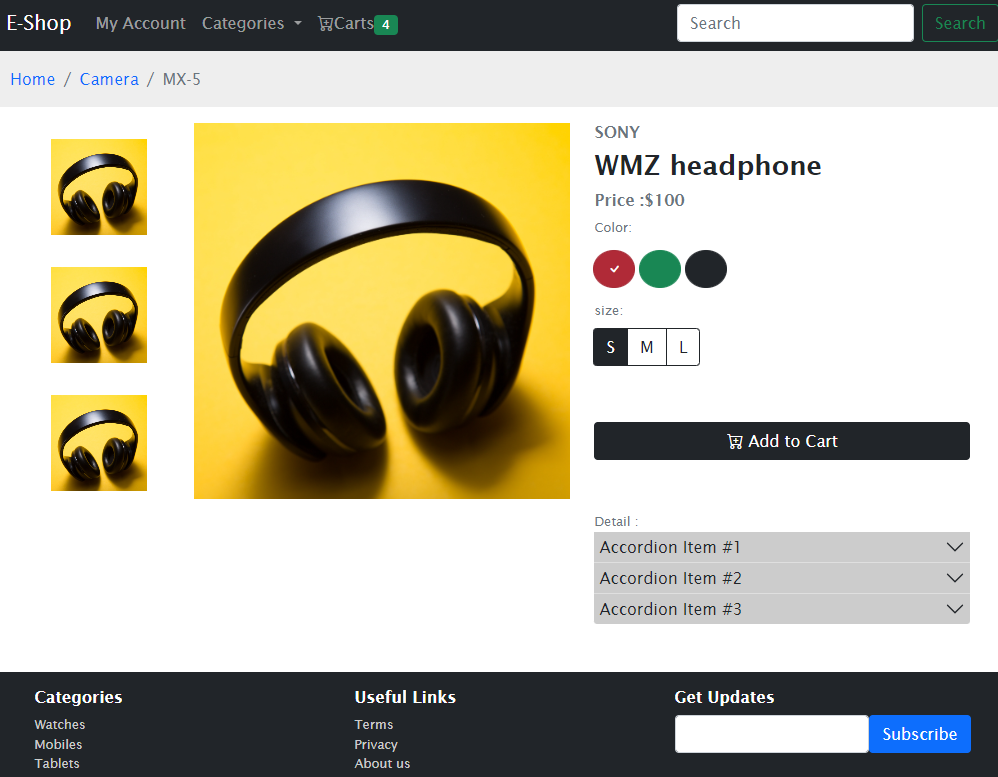 E-Shop My Account Categories Carts 4 Search Search
Home / Camera / MX-5
SONY
WMZ headphone
Price :$100
Color:
size:
S M L
Add to Cart
Detail :
Accordion Item #1
Accordion Item #2
Accordion Item #3
Categories Useful Links Get Updates
Watches Terms
Mobiles Privacy Subscribe
Tablets About us